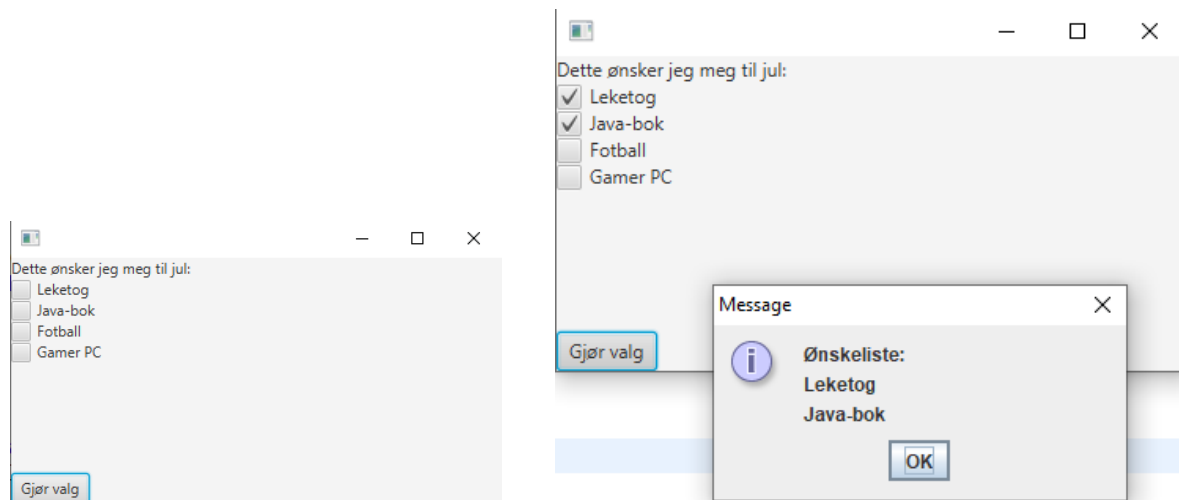 Dette ønsker jeg meg til jul:
Leketog
Java-bok
Fotball
Gamer PC
Gjør valg
Dette ønsker jeg meg til jul:
Leketog
Java-bok
Fotball
Gamer PC
Gjør valg
Message
Ønskeliste:
Leketog
Java-bok
OK